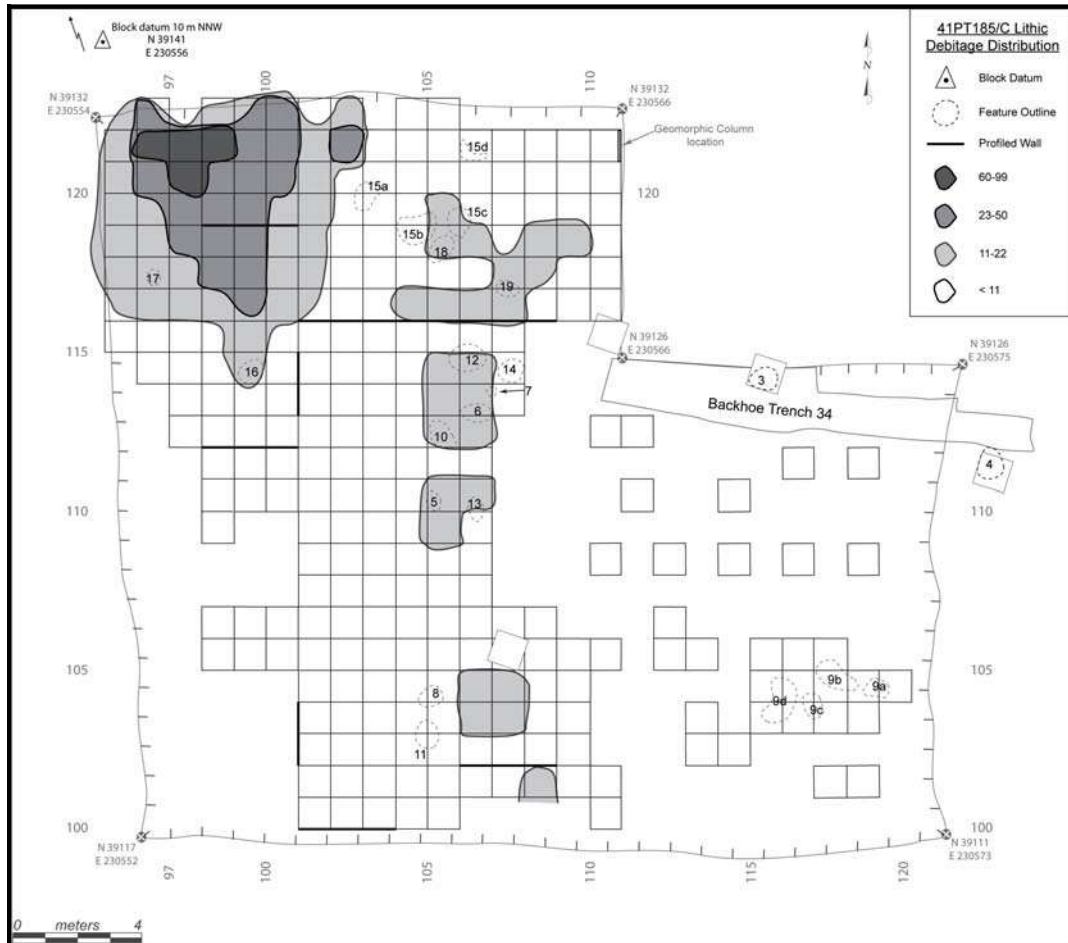 Block datum 10 m NNW
N 39141
E 230556
41PT185/C Lithic
Debitage Distribution
Block Datum
Feature Outline
Profiled Wall
60-99
23-50
11-22
< 11
N
97
100
105
110
N 39132
E 230554
N 39132
E 230566
Geomorphic Column
location
15d
120
15a
120
15c
15b
18
17
19
115
16
12
14
7
6
10
N 39126
E 230566
N 39126
E 230575
3
Backhoe Trench 34
4
110
5
13
110
105
105
8
11
9b
9a
9d
9c
100
100
N 39117
E 230552
N 39111
E 230573
97
100
105
110
115
120
0 meters 4